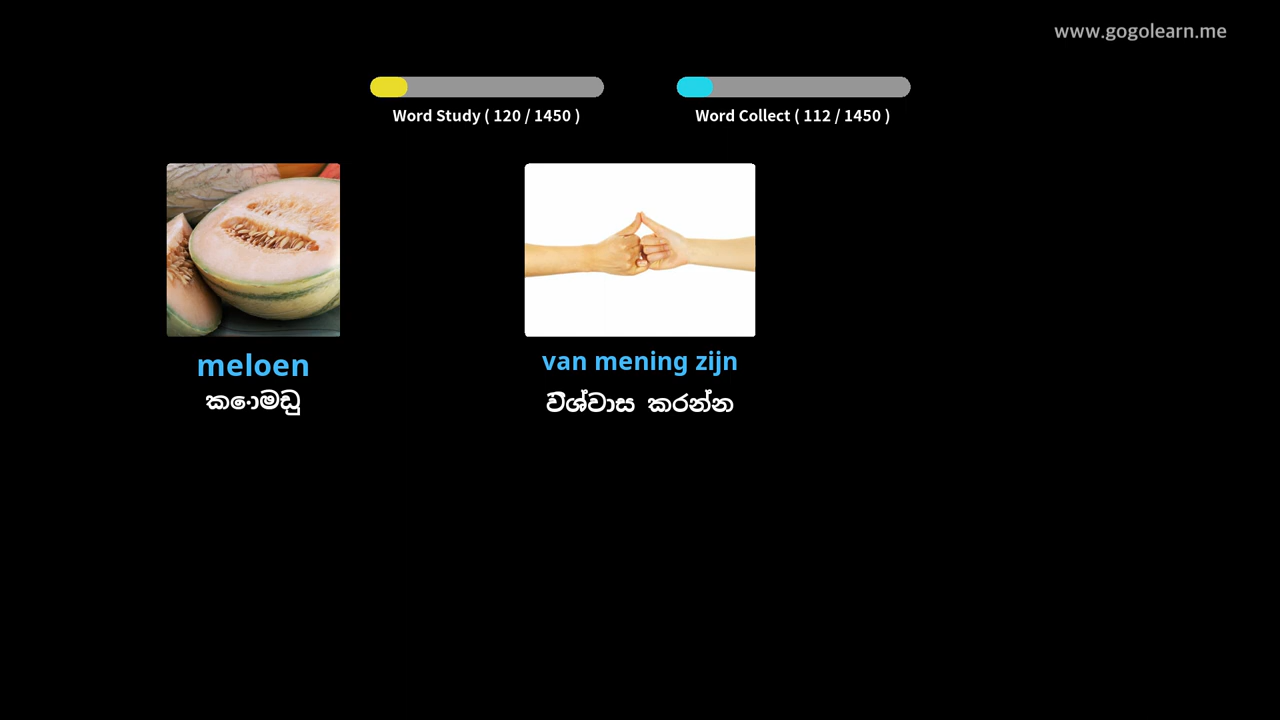 www.gogolearn.me
Word Study ( 120 / 1450 )
Word Collect ( 112 / 1450 )
meloen
කොමඩු
van mening zijn
විශ්වාස කරන්න